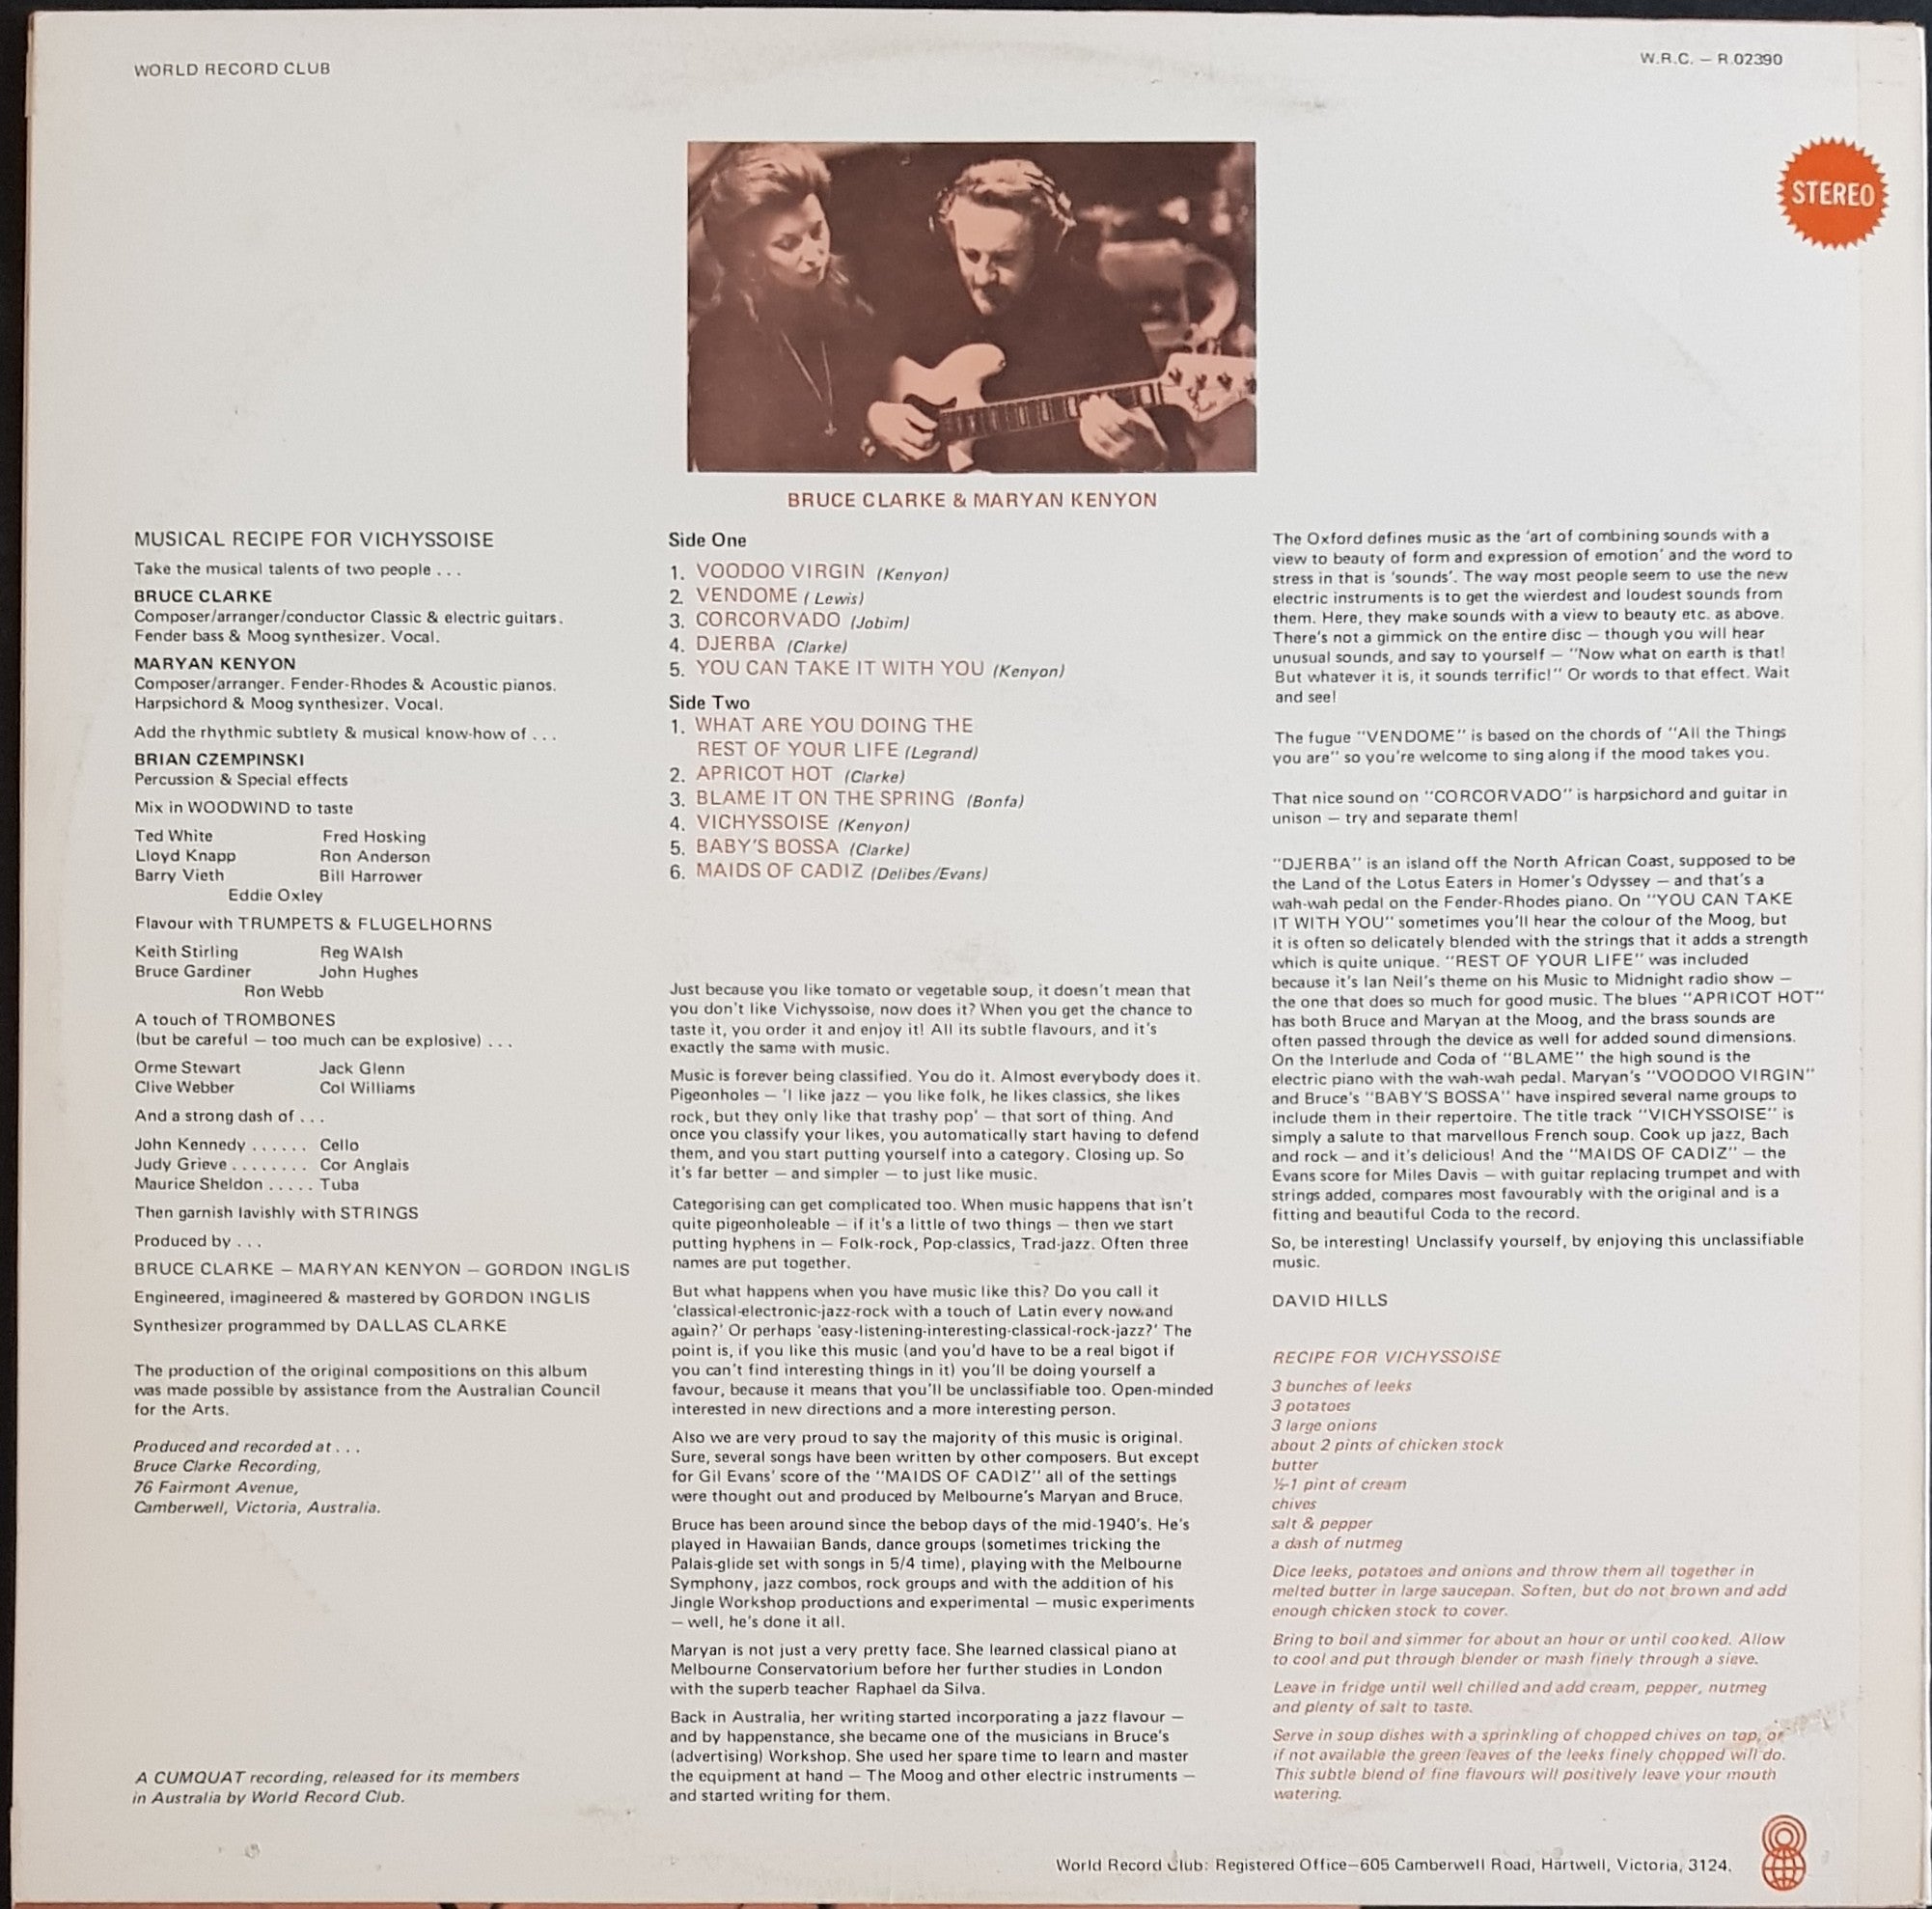 WORLD RECORD CLUB
W.R.C. – R.02390
STEREO
BRUCE CLARKE & MARYAN KENYON
MUSICAL RECIPE FOR VICHYSSOISE
Take the musical talents of two people . . .
BRUCE CLARKE
Composer/arranger/conductor Classic & electric guitars.
Fender bass & Moog synthesizer. Vocal.
MARYAN KENYON
Composer/arranger. Fender-Rhodes & Acoustic pianos.
Harpsichord & Moog synthesizer. Vocal.
Add the rhythmic subtlety & musical know-how of . . .
BRIAN CZEMPINSKI
Percussion & Special effects
Mix in WOODWIND to taste
Ted White Fred Hosking
Lloyd Knapp Ron Anderson
Barry Vieth Bill Harrower
Eddie Oxley
Flavour with TRUMPETS & FLUGELHORNS
Keith Stirling Reg WAlsh
Bruce Gardiner John Hughes
Ron Webb
A touch of TROMBONES
(but be careful – too much can be explosive) . . .
Orme Stewart Jack Glenn
Clive Webber Col Williams
And a strong dash of . . .
John Kennedy . . . . . . Cello
Judy Grieve . . . . . . . . Cor Anglais
Maurice Sheldon . . . . . Tuba
Then garnish lavishly with STRINGS
Produced by . . .
BRUCE CLARKE – MARYAN KENYON – GORDON INGLIS
Engineered, imagineered & mastered by GORDON INGLIS
Synthesizer programmed by DALLAS CLARKE
The production of the original compositions on this album
was made possible by assistance from the Australian Council
for the Arts.
Produced and recorded at . . .
Bruce Clarke Recording,
76 Fairmont Avenue,
Camberwell, Victoria, Australia.
A CUMQUAT recording, released for its members
in Australia by World Record Club.
Side One
1. VOODOO VIRGIN (Kenyon)
2. VENDOME ( Lewis)
3. CORCORVADO (Jobim)
4. DJERBA (Clarke)
5. YOU CAN TAKE IT WITH YOU (Kenyon)
Side Two
1. WHAT ARE YOU DOING THE
REST OF YOUR LIFE (Legrand)
2. APRICOT HOT (Clarke)
3. BLAME IT ON THE SPRING (Bonfa)
4. VICHYSSOISE (Kenyon)
5. BABY'S BOSSA (Clarke)
6. MAIDS OF CADIZ (Delibes/Evans)
Just because you like tomato or vegetable soup, it doesn't mean that
you don't like Vichyssoise, now does it? When you get the chance to
taste it, you order it and enjoy it! All its subtle flavours, and it's
exactly the same with music.
Music is forever being classified. You do it. Almost everybody does it.
Pigeonholes – 'I like jazz – you like folk, he likes classics, she likes
rock, but they only like that trashy pop' – that sort of thing. And
once you classify your likes, you automatically start having to defend
them, and you start putting yourself into a category. Closing up. So
it's far better – and simpler – to just like music.
Categorising can get complicated too. When music happens that isn't
quite pigeonholeable – if it's a little of two things – then we start
putting hyphens in – Folk-rock, Pop-classics, Trad-jazz. Often three
names are put together.
But what happens when you have music like this? Do you call it
'classical-electronic-jazz-rock with a touch of Latin every now and
again?' Or perhaps 'easy-listening-interesting-classical-rock-jazz?' The
point is, if you like this music (and you'd have to be a real bigot if
you can't find interesting things in it) you'll be doing yourself a
favour, because it means that you'll be unclassifiable too. Open-minded
interested in new directions and a more interesting person.
Also we are very proud to say the majority of this music is original.
Sure, several songs have been written by other composers. But except
for Gil Evans' score of the "MAIDS OF CADIZ" all of the settings
were thought out and produced by Melbourne's Maryan and Bruce.
Bruce has been around since the bebop days of the mid-1940's. He's
played in Hawaiian Bands, dance groups (sometimes tricking the
Palais-glide set with songs in 5/4 time), playing with the Melbourne
Symphony, jazz combos, rock groups and with the addition of his
Jingle Workshop productions and experimental – music experiments
– well, he's done it all.
Maryan is not just a very pretty face. She learned classical piano at
Melbourne Conservatorium before her further studies in London
with the superb teacher Raphael da Silva.
Back in Australia, her writing started incorporating a jazz flavour –
and by happenstance, she became one of the musicians in Bruce's
(advertising) Workshop. She used her spare time to learn and master
the equipment at hand – The Moog and other electric instruments –
and started writing for them.
The Oxford defines music as the 'art of combining sounds with a
view to beauty of form and expression of emotion' and the word to
stress in that is 'sounds'. The way most people seem to use the new
electric instruments is to get the wierdest and loudest sounds from
them. Here, they make sounds with a view to beauty etc. as above.
There's not a gimmick on the entire disc – though you will hear
unusual sounds, and say to yourself – "Now what on earth is that!
But whatever it is, it sounds terrific!" Or words to that effect. Wait
and see!
The fugue "VENDOME" is based on the chords of "All the Things
you are" so you're welcome to sing along if the mood takes you.
That nice sound on "CORCORVADO" is harpsichord and guitar in
unison – try and separate them!
"DJERBA" is an island off the North African Coast, supposed to be
the Land of the Lotus Eaters in Homer's Odyssey – and that's a
wah-wah pedal on the Fender-Rhodes piano. On "YOU CAN TAKE
IT WITH YOU" sometimes you'll hear the colour of the Moog, but
it is often so delicately blended with the strings that it adds a strength
which is quite unique. "REST OF YOUR LIFE" was included
because it's Ian Neil's theme on his Music to Midnight radio show –
the one that does so much for good music. The blues "APRICOT HOT"
has both Bruce and Maryan at the Moog, and the brass sounds are
often passed through the device as well for added sound dimensions.
On the Interlude and Coda of "BLAME" the high sound is the
electric piano with the wah-wah pedal. Maryan's "VOODOO VIRGIN"
and Bruce's "BABY'S BOSSA" have inspired several name groups to
include them in their repertoire. The title track "VICHYSSOISE" is
simply a salute to that marvellous French soup. Cook up jazz, Bach
and rock – and it's delicious! And the "MAIDS OF CADIZ" – the
Evans score for Miles Davis – with guitar replacing trumpet and with
strings added, compares most favourably with the original and is a
fitting and beautiful Coda to the record.
So, be interesting! Unclassify yourself, by enjoying this unclassifiable
music.
DAVID HILLS
RECIPE FOR VICHYSSOISE
3 bunches of leeks
3 potatoes
3 large onions
about 2 pints of chicken stock
butter
½-1 pint of cream
chives
salt & pepper
a dash of nutmeg
Dice leeks, potatoes and onions and throw them all together in
melted butter in large saucepan. Soften, but do not brown and add
enough chicken stock to cover.
Bring to boil and simmer for about an hour or until cooked. Allow
to cool and put through blender or mash finely through a sieve.
Leave in fridge until well chilled and add cream, pepper, nutmeg
and plenty of salt to taste.
Serve in soup dishes with a sprinkling of chopped chives on top, or
if not available the green leaves of the leeks finely chopped will do.
This subtle blend of fine flavours will positively leave your mouth
watering.
World Record Club: Registered Office–605 Camberwell Road, Hartwell, Victoria, 3124.